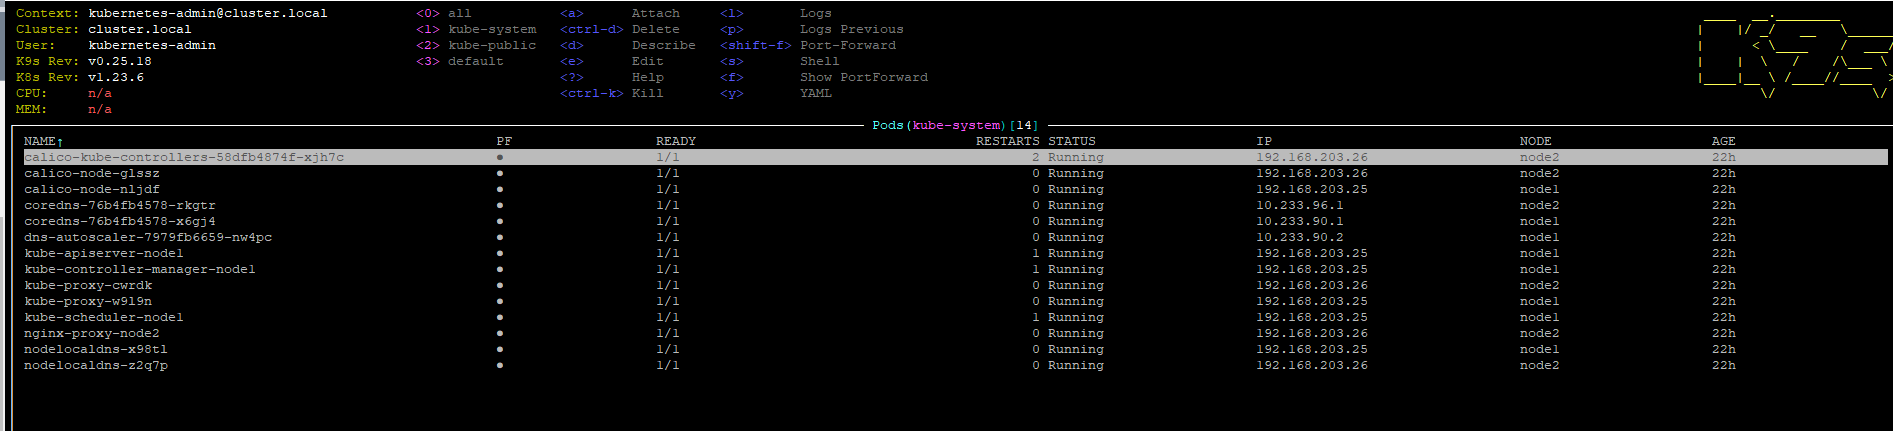 Context: kubernetes-admin@cluster.local <0> all <a> Attach <l> Logs
Cluster: cluster.local <1> kube-system <ctrl-d> Delete <p> Logs Previous
User: kubernetes-admin <2> kube-public <d> Describe <shift-f> Port-Forward
K9s Rev: v0.25.18 <3> default <e> Edit <s> Shell
K8s Rev: v1.23.6 <?> Help <f> Show PortForward
CPU: n/a <ctrl-k> Kill <y> YAML
MEM: n/a
Pods(kube-system)[14]
NAME↑ PF READY RESTARTS STATUS IP NODE AGE
calico-kube-controllers-58dfb4874f-xjh7c ● 1/1 2 Running 192.168.203.26 node2 22h
calico-node-glssz ● 1/1 0 Running 192.168.203.26 node2 22h
calico-node-nljdf ● 1/1 0 Running 192.168.203.25 node1 22h
coredns-76b4fb4578-rkgtr ● 1/1 0 Running 10.233.96.1 node2 22h
coredns-76b4fb4578-x6gj4 ● 1/1 0 Running 10.233.90.1 node1 22h
dns-autoscaler-7979fb6659-nw4pc ● 1/1 0 Running 10.233.90.2 node1 22h
kube-apiserver-node1 ● 1/1 1 Running 192.168.203.25 node1 22h
kube-controller-manager-node1 ● 1/1 1 Running 192.168.203.25 node1 22h
kube-proxy-cwrdk ● 1/1 0 Running 192.168.203.26 node2 22h
kube-proxy-w9l9n ● 1/1 0 Running 192.168.203.25 node1 22h
kube-scheduler-node1 ● 1/1 1 Running 192.168.203.25 node1 22h
nginx-proxy-node2 ● 1/1 0 Running 192.168.203.26 node2 22h
nodelocaldns-x98tl ● 1/1 0 Running 192.168.203.25 node1 22h
nodelocaldns-z2q7p ● 1/1 0 Running 192.168.203.26 node2 22h